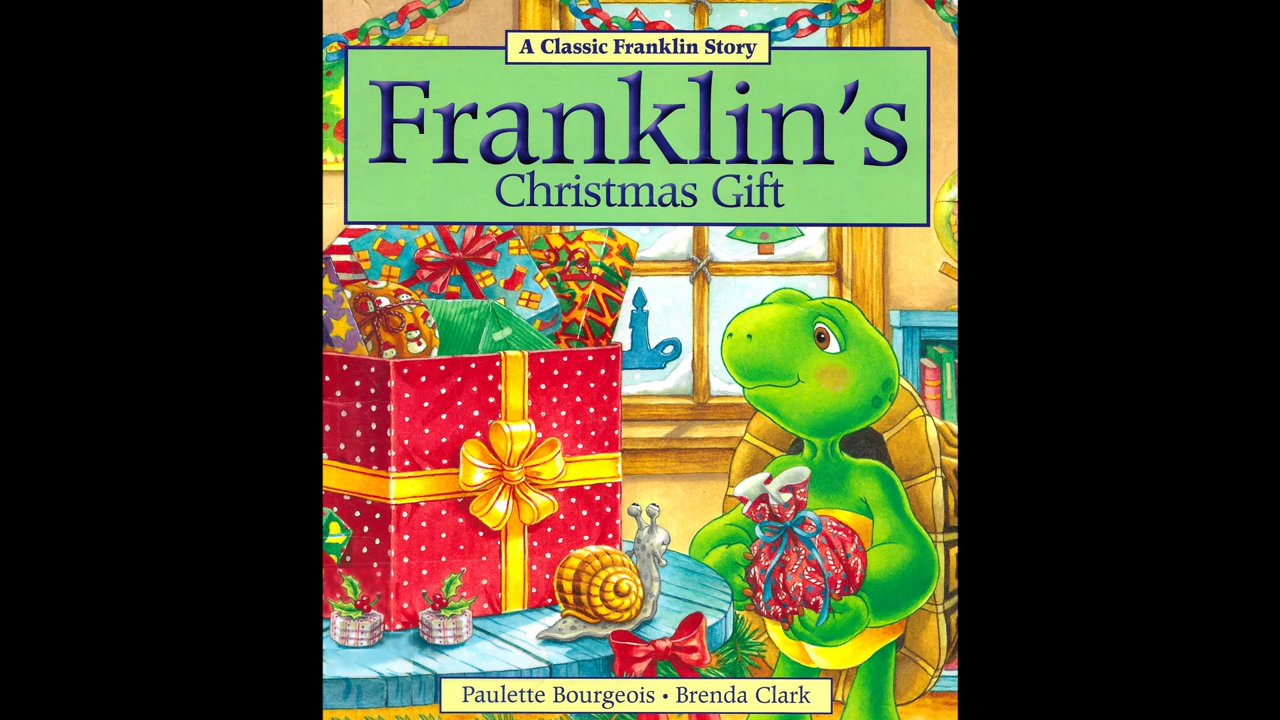 A Classic Franklin Story
Franklin's
Christmas Gift
Paulette Bourgeois • Brenda Clark